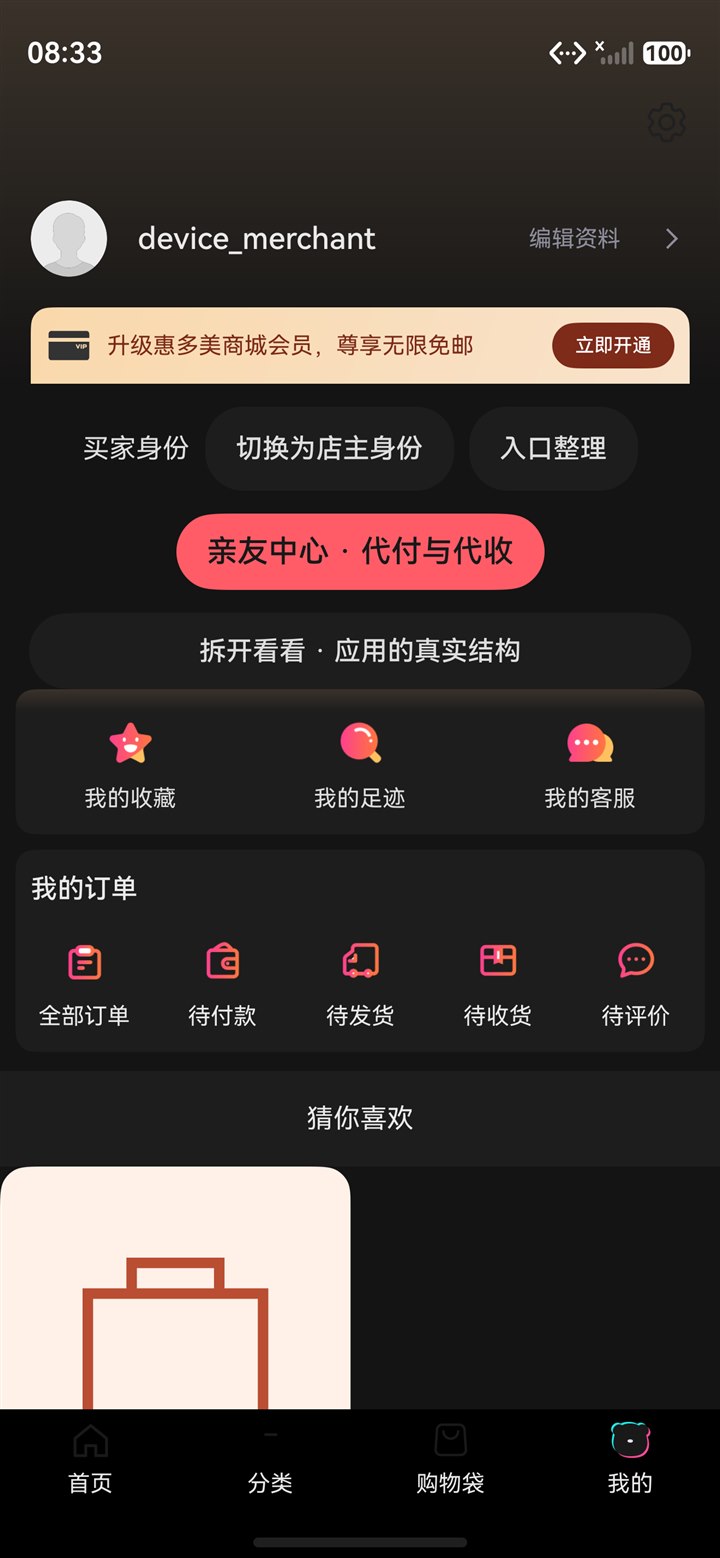 08:33
100
device_merchant
编辑资料
VIP
升级惠多美商城会员，尊享无限免邮
立即开通
买家身份
切换为店主身份
入口整理
亲友中心 · 代付与代收
拆开看看 · 应用的真实结构
我的收藏
我的足迹
我的客服
我的订单
全部订单
待付款
待发货
待收货
待评价
猜你喜欢
首页
分类
购物袋
我的